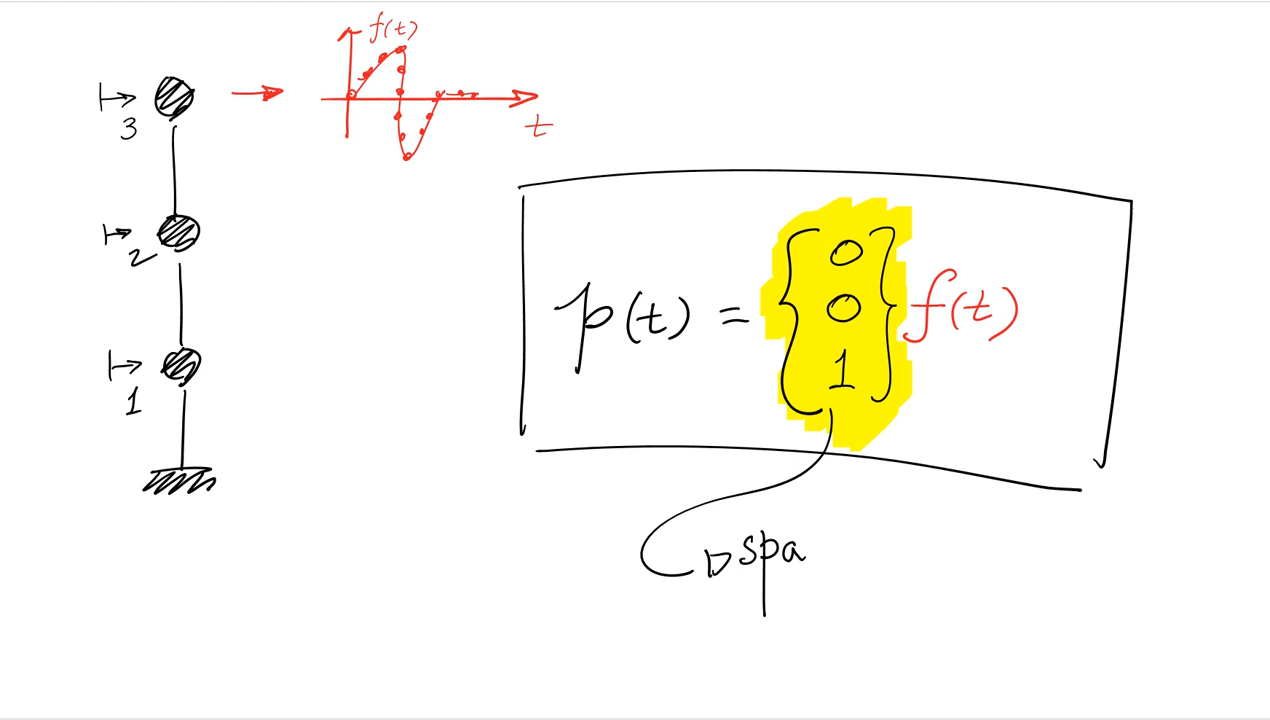 f(t)
t
3
2
1
p(t) = { 0 0 1 } f(t)
spa